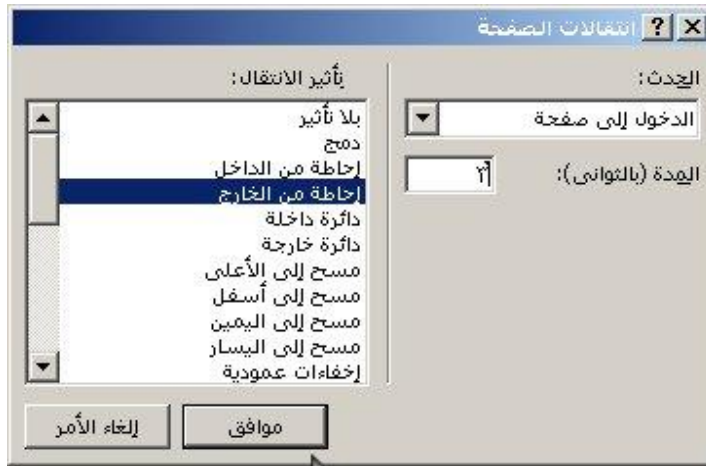 انتقالات الصفحة
الحدث:
الدخول إلى صفحة
المدة (بالثواني):
تأثير الانتقال:
بلا تأثير
دمج
إحاطة من الداخل
إحاطة من الخارج
دائرة داخلة
دائرة خارجة
مسح إلى الأعلى
مسح إلى أسفل
مسح إلى اليمين
مسح إلى اليسار
إخفاءات عمودية
موافق
إلغاء الأمر